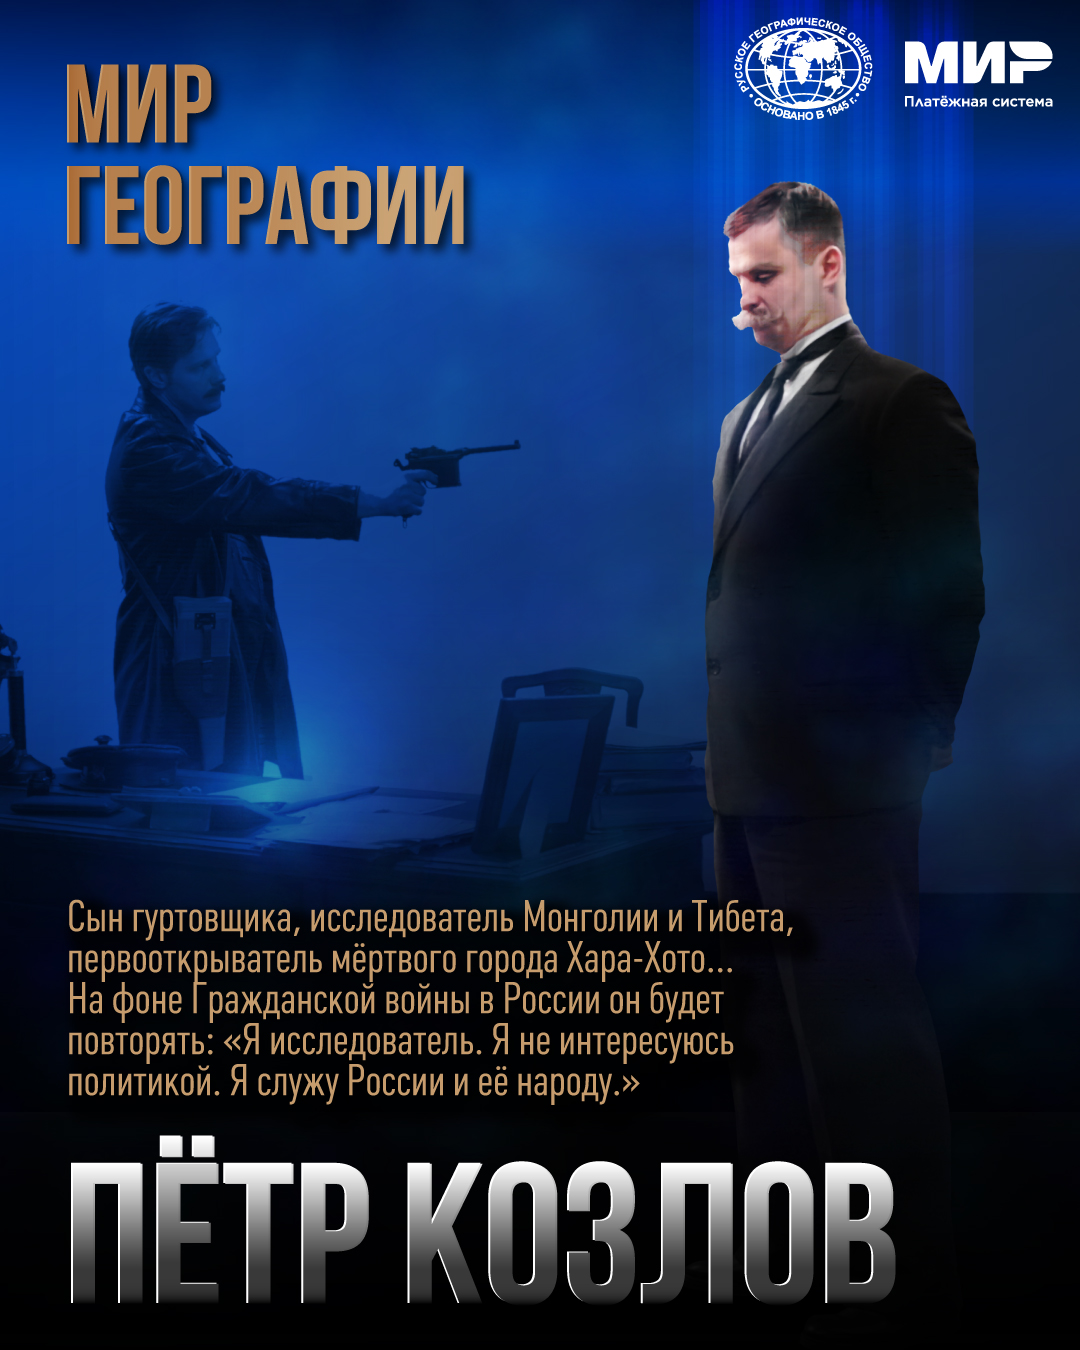 РУССКОЕ ГЕОГРАФИЧЕСКОЕ ОБЩЕСТВО
• ОСНОВАНО В 1845 г. •
МИР
Платёжная система
МИР
ГЕОГРАФИИ
Сын гуртовщика, исследователь Монголии и Тибета,
первооткрыватель мёртвого города Хара-Хото...
На фоне Гражданской войны в России он будет
повторять: «Я исследователь. Я не интересуюсь
политикой. Я служу России и её народу.»
ПЁТР КОЗЛОВ